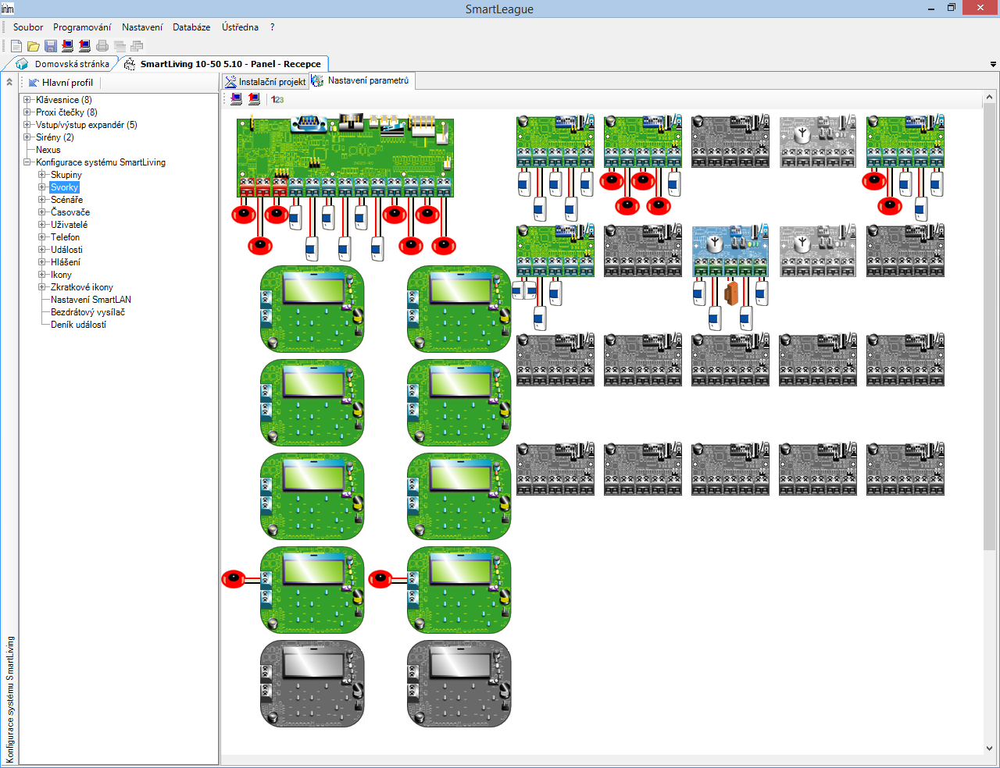 inim
SmartLeague
Soubor Programování Nastavení Databáze Ústředna ?
Domovská stránka
SmartLiving 10-50 5.10 - Panel - Recepce
Hlavní profil
Instalační projekt
Nastavení parametrů
123
Klávesnice (8)
Proxi čtečky (8)
Vstup/výstup expandér (5)
Sirény (2)
Nexus
Konfigurace systému SmartLiving
Skupiny
Svorky
Scénáře
Časovače
Uživatelé
Telefon
Události
Hlášení
Ikony
Zkratkové ikony
Nastavení SmartLAN
Bezdrátový vysílač
Deník událostí
Konfigurace systému SmartLiving